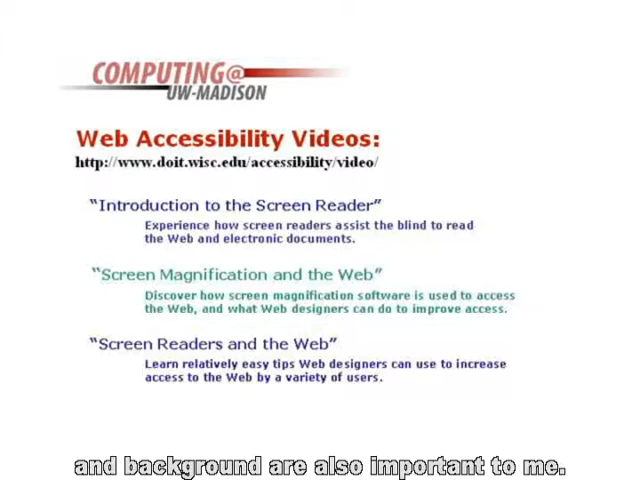 COMPUTING@
UW-MADISON
Web Accessibility Videos:
http://www.doit.wisc.edu/accessibility/video/
"Introduction to the Screen Reader"
Experience how screen readers assist the blind to read
the Web and electronic documents.
"Screen Magnification and the Web"
Discover how screen magnification software is used to access
the Web, and what Web designers can do to improve access.
"Screen Readers and the Web"
Learn relatively easy tips Web designers can use to increase
access to the Web by a variety of users.
and background are also important to me.